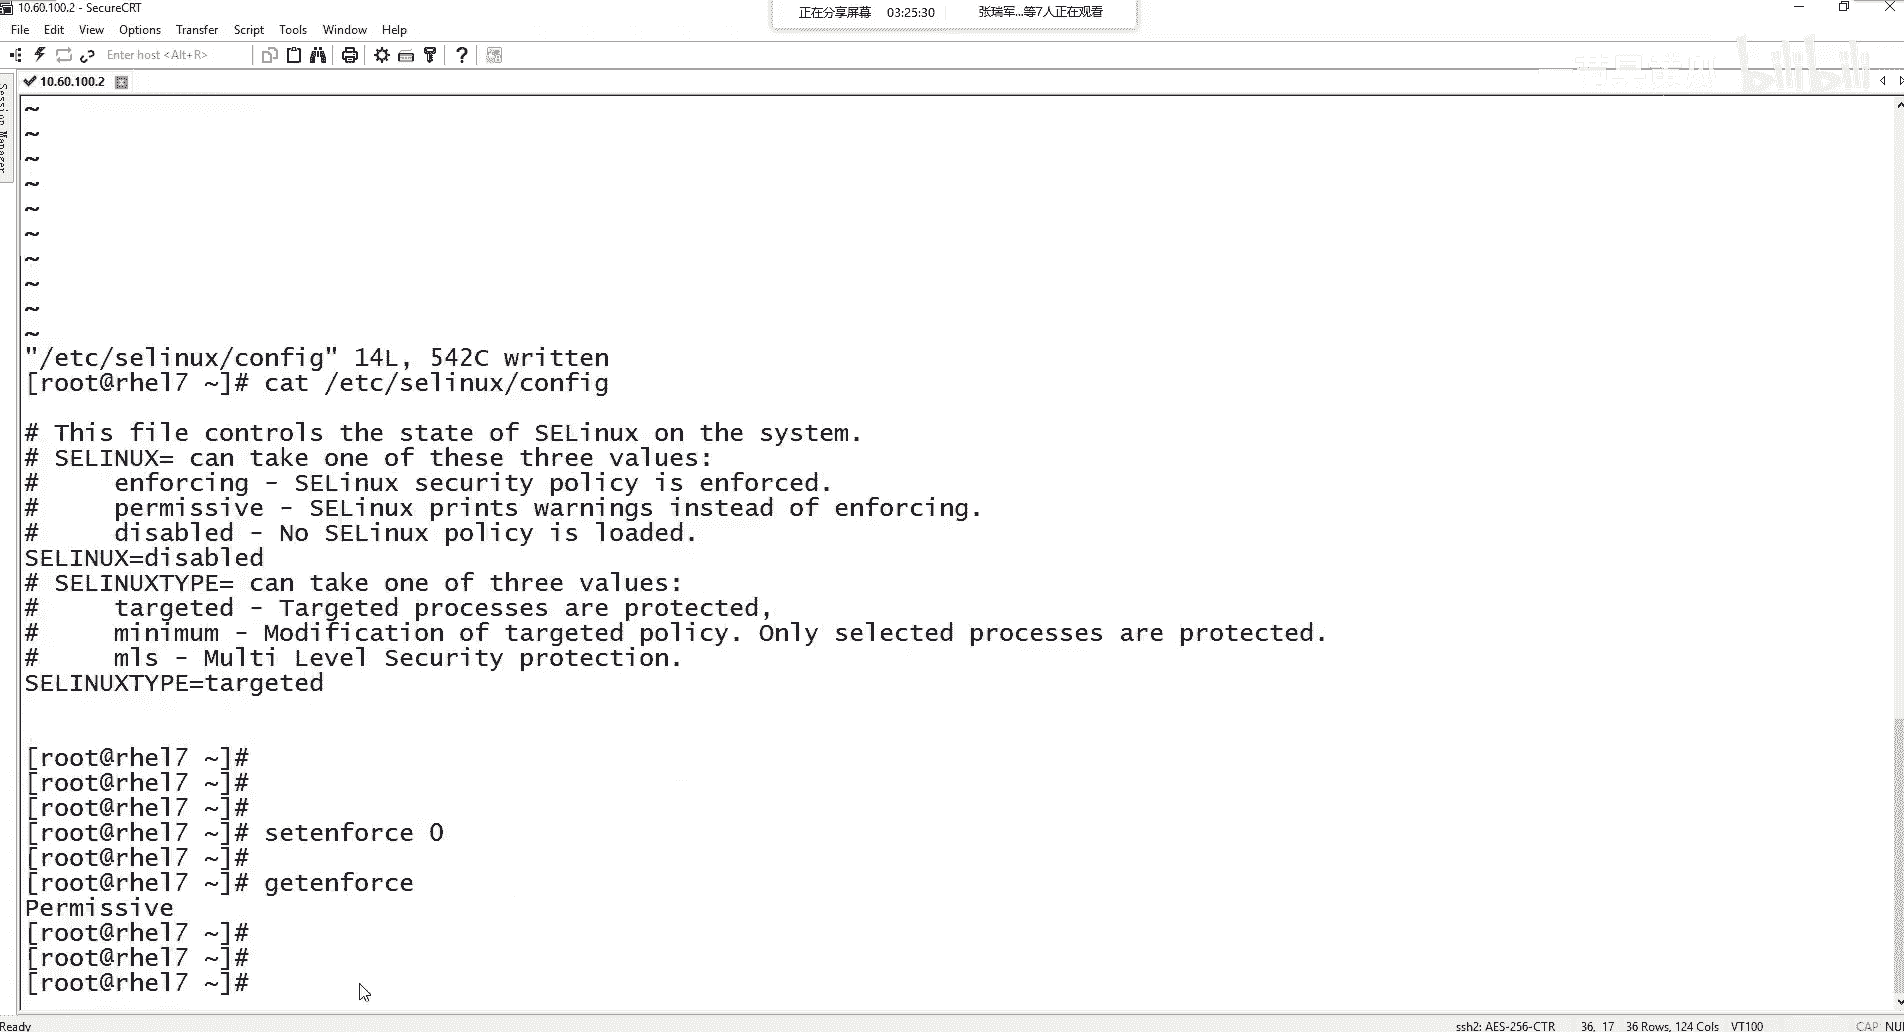 10.60.100.2 - SecureCRT
正在分享屏幕 03:25:30 张瑞军...等7人正在观看
File Edit View Options Transfer Script Tools Window Help
Enter host <Alt+R>
bilibili
10.60.100.2
Session Manager
~
~
~
~
~
~
~
~
~
~
"/etc/selinux/config" 14L, 542C written
[root@rhel7 ~]# cat /etc/selinux/config
# This file controls the state of SELinux on the system.
# SELINUX= can take one of these three values:
#      enforcing - SELinux security policy is enforced.
#      permissive - SELinux prints warnings instead of enforcing.
#      disabled - No SELinux policy is loaded.
SELINUX=disabled
# SELINUXTYPE= can take one of three values:
#      targeted - Targeted processes are protected,
#      minimum - Modification of targeted policy. Only selected processes are protected.
#      mls - Multi Level Security protection.
SELINUXTYPE=targeted
[root@rhel7 ~]#
[root@rhel7 ~]#
[root@rhel7 ~]#
[root@rhel7 ~]# setenforce 0
[root@rhel7 ~]#
[root@rhel7 ~]# getenforce
Permissive
[root@rhel7 ~]#
[root@rhel7 ~]#
[root@rhel7 ~]#
Ready ssh2: AES-256-CTR 36, 17 36 Rows, 124 Cols VT100 CAP NU